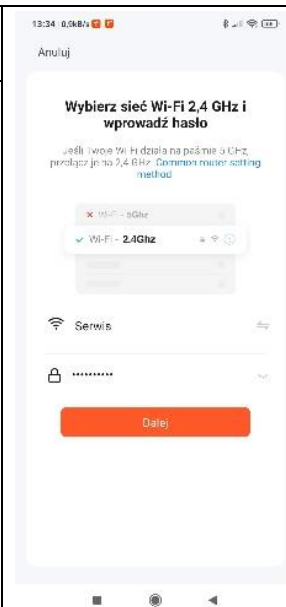 13:34 0,9kB/s
Anuluj
Wybierz sieć Wi-Fi 2,4 GHz i
wprowadź hasło
Jeśli Twoje Wi-Fi działa na paśmie 5 GHz,
przełącz je na 2,4 GHz. Common router setting
method
Wi-Fi - 5Ghz
Wi-Fi - 2.4Ghz
Serwis
••••••••••
Dalej